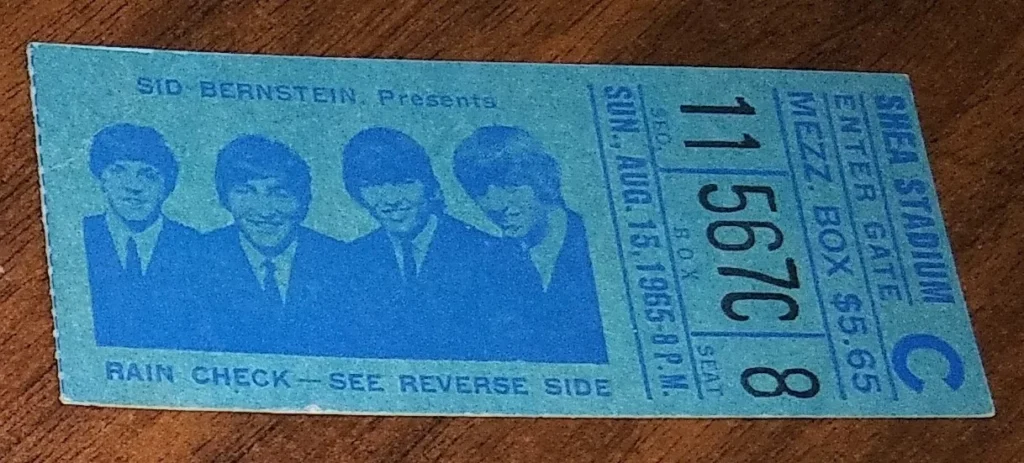 SID BERNSTEIN. Presents
RAIN CHECK — SEE REVERSE SIDE
SHEA STADIUM
ENTER GATE C
MEZZ. BOX $5.65
11 567C 8
SEC. BOX SEAT
SUN., AUG. 15, 1965-8 P.M.